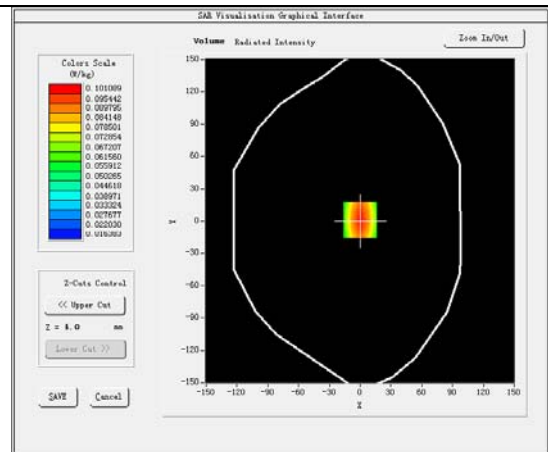 SAR Visualisation Graphical Interface
Volume Radiated Intensity
Zoom In/Out
Colors Scale
(W/kg)
0.101089
0.095442
0.089795
0.084148
0.078501
0.072854
0.067207
0.061560
0.055912
0.050265
0.044618
0.038971
0.033324
0.027677
0.022030
0.016383
Z-Cuts Control
<< Upper Cut
Z = 4.0 mm
Lower Cut >>
SAVE
Cancel
150
120
90
60
30
0
-30
-60
-90
-120
-150
Y
-150 -120 -90 -60 -30 0 30 60 90 120 150
X